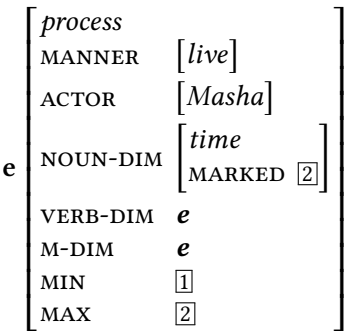 process
MANNER [live]
ACTOR [Masha]
NOUN-DIM [time
MARKED 2]
e
VERB-DIM e
M-DIM e
MIN 1
MAX 2